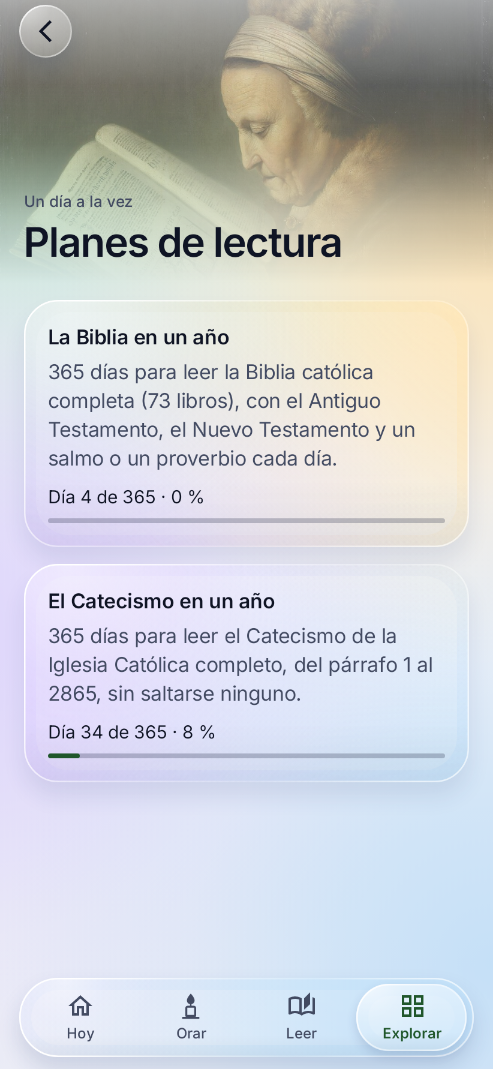 Un día a la vez
Planes de lectura
La Biblia en un año
365 días para leer la Biblia católica
completa (73 libros), con el Antiguo
Testamento, el Nuevo Testamento y un
salmo o un proverbio cada día.
Día 4 de 365 · 0 %
El Catecismo en un año
365 días para leer el Catecismo de la
Iglesia Católica completo, del párrafo 1 al
2865, sin saltarse ninguno.
Día 34 de 365 · 8 %
Hoy
Orar
Leer
Explorar